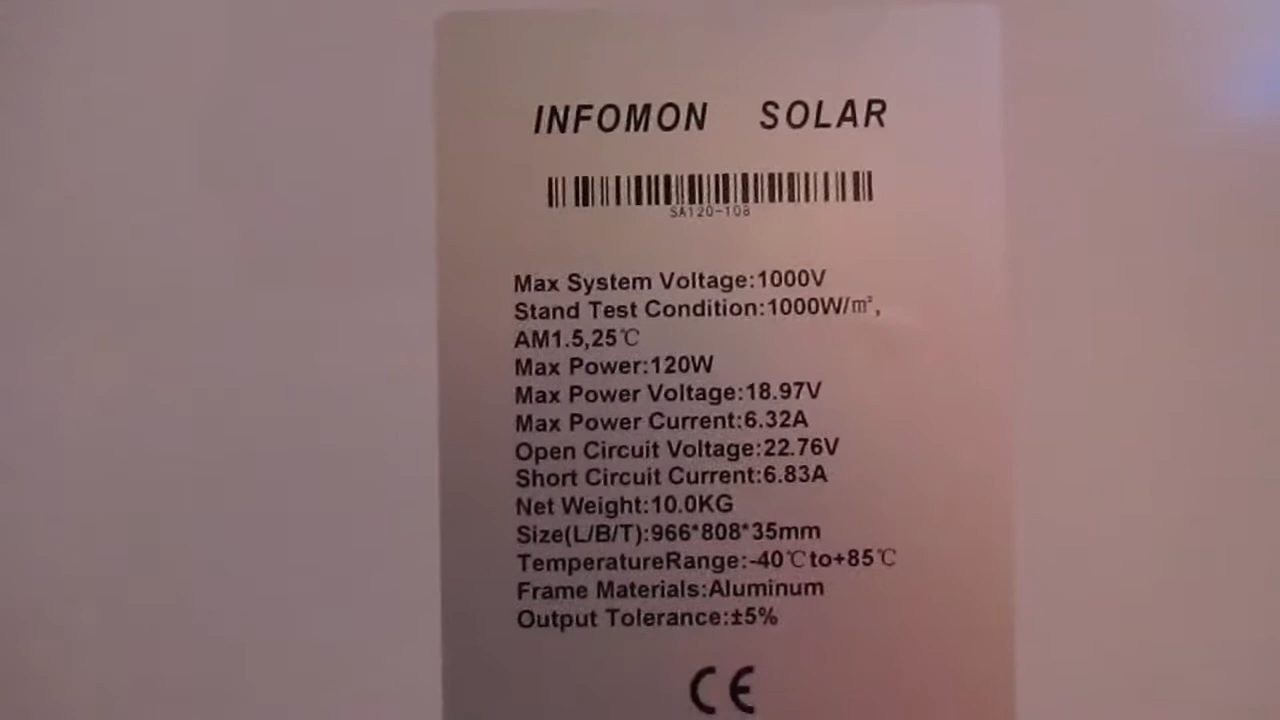 INFOMON SOLAR
SA120-108
Max System Voltage:1000V
Stand Test Condition:1000W/㎡,
AM1.5,25℃
Max Power:120W
Max Power Voltage:18.97V
Max Power Current:6.32A
Open Circuit Voltage:22.76V
Short Circuit Current:6.83A
Net Weight:10.0KG
Size(L/B/T):966*808*35mm
TemperatureRange:-40℃to+85℃
Frame Materials:Aluminum
Output Tolerance:±5%
CE